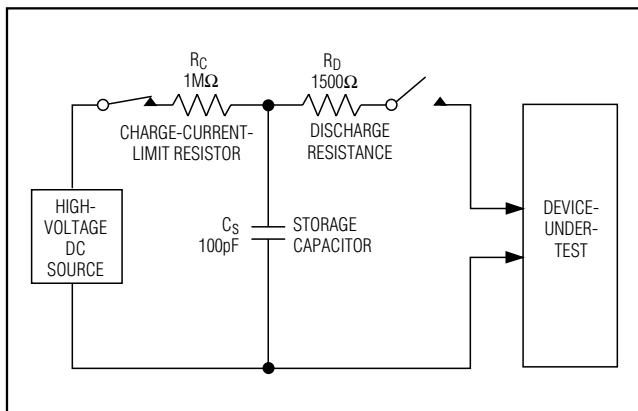 R_C
1MΩ
CHARGE-CURRENT-
LIMIT RESISTOR
R_D
1500Ω
DISCHARGE
RESISTANCE
HIGH-
VOLTAGE
DC
SOURCE
C_S
100pF
STORAGE
CAPACITOR
DEVICE-
UNDER-
TEST